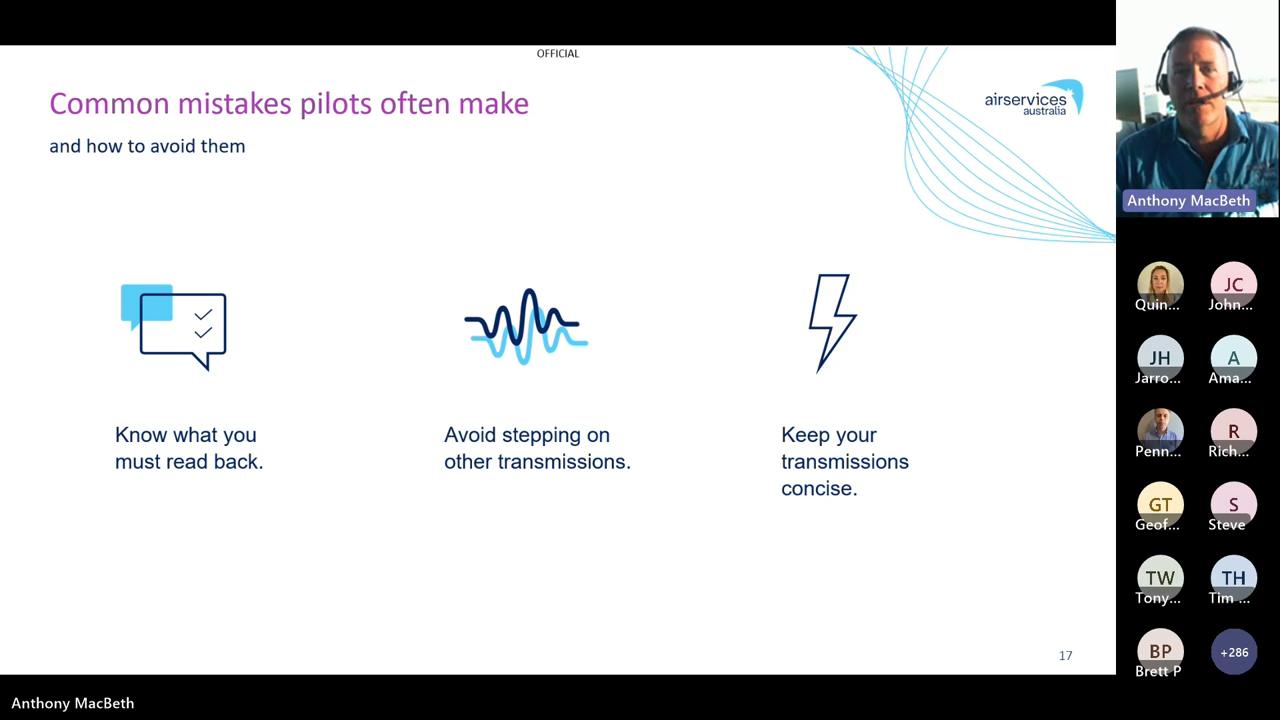 OFFICIAL
Common mistakes pilots often make
and how to avoid them
airservices
australia
Know what you
must read back.
Avoid stepping on
other transmissions.
Keep your
transmissions
concise.
17
Anthony MacBeth
Quin...
JC
John...
JH
Jarro...
A
Ama...
Penn...
R
Rich...
GT
Geof...
S
Steve
TW
Tony...
TH
Tim ...
BP
Brett P
+286
Anthony MacBeth